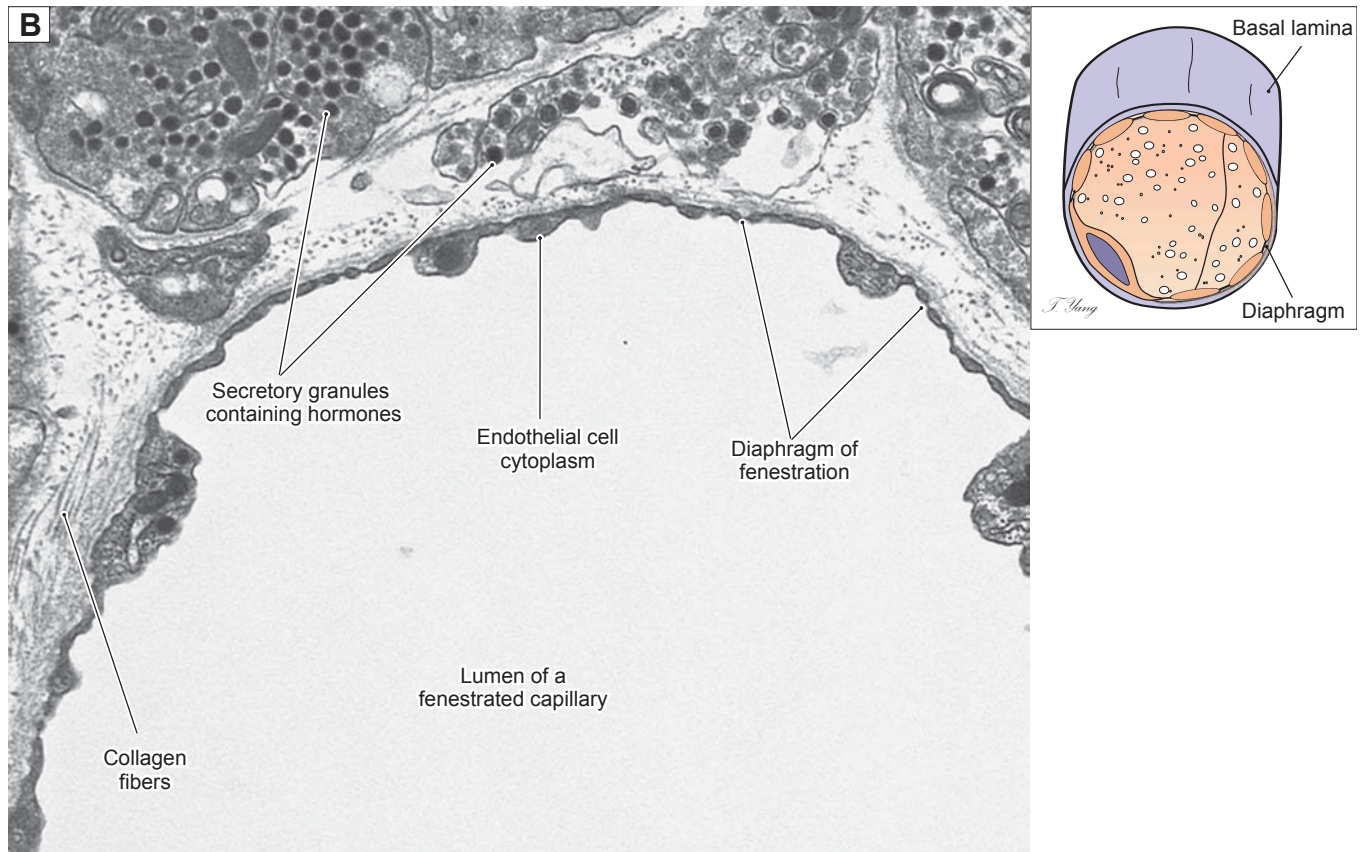 B
Basal lamina
T. Yang
Diaphragm
Secretory granules
containing hormones
Endothelial cell
cytoplasm
Diaphragm of
fenestration
Lumen of a
fenestrated capillary
Collagen
fibers